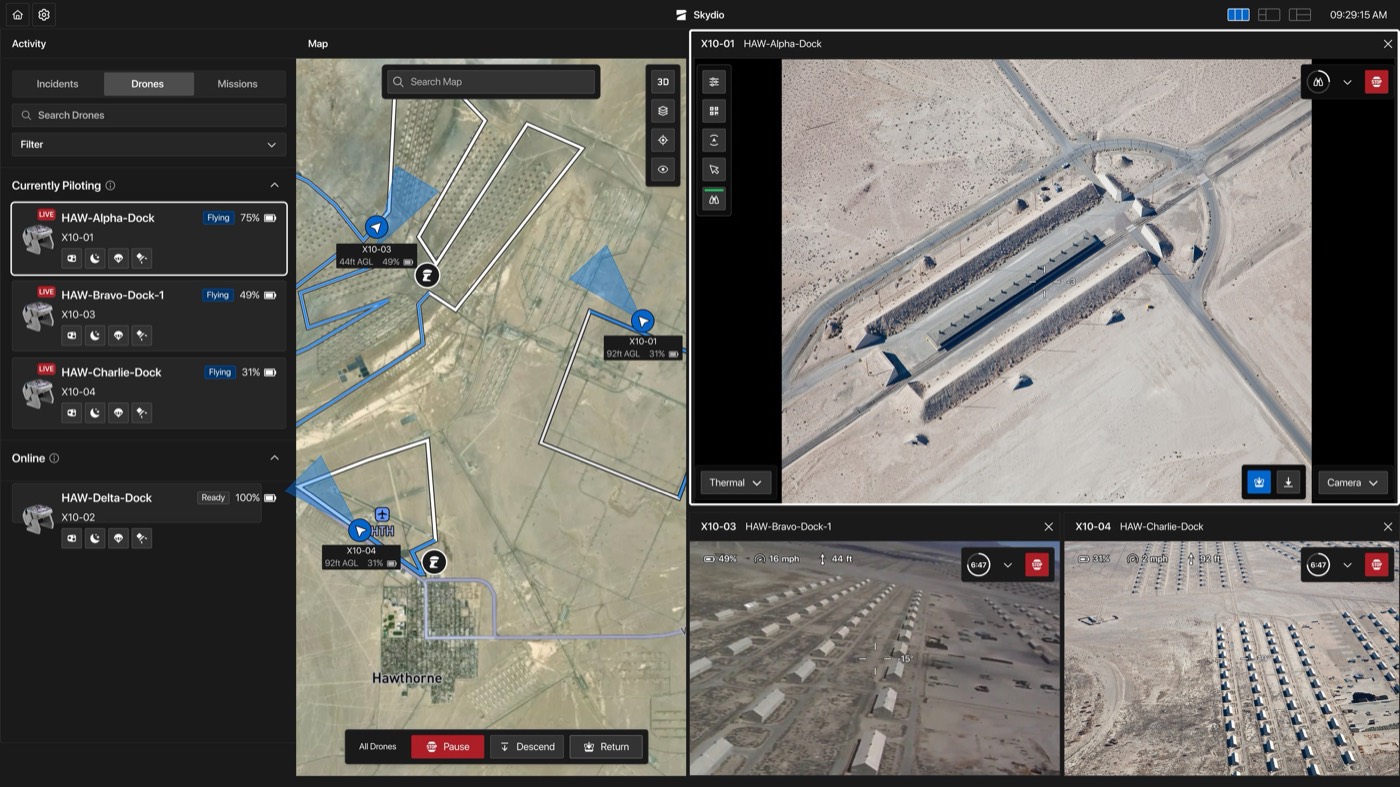 Skydio
09:29:15 AM
Activity
Incidents
Drones
Missions
Search Drones
Filter
Currently Piloting
LIVE
HAW-Alpha-Dock
Flying
75%
X10-01
LIVE
HAW-Bravo-Dock-1
Flying
49%
X10-03
LIVE
HAW-Charlie-Dock
Flying
31%
X10-04
Online
HAW-Delta-Dock
Ready
100%
X10-02
Map
Search Map
3D
X10-03
44ft AGL 49%
X10-01
92ft AGL 31%
HTH
X10-04
92ft AGL 31%
Hawthorne
All Drones
STOP
Pause
Descend
Return
X10-01 HAW-Alpha-Dock
STOP
Thermal
Camera
X10-03 HAW-Bravo-Dock-1
49%
16 mph
44 ft
6:47
STOP
-15°
X10-04 HAW-Charlie-Dock
31%
2 mph
92 ft
6:47
STOP